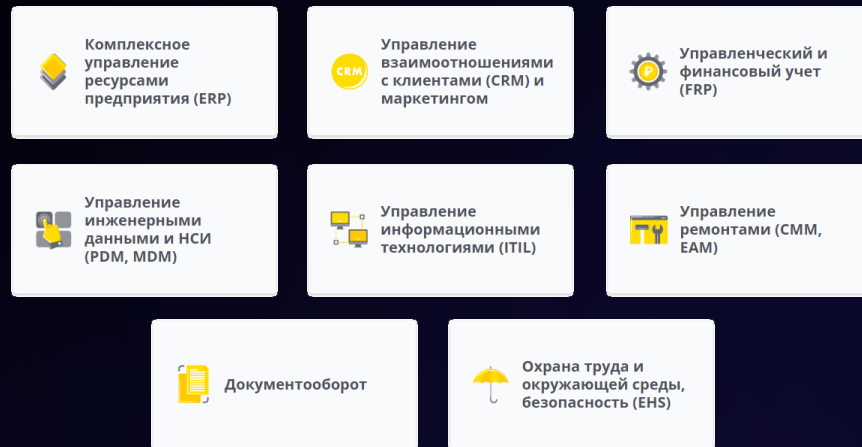 Комплексное
управление
ресурсами
предприятия (ERP)
CRM
Управление
взаимоотношениями
с клиентами (CRM) и
маркетингом
₽
Управленческий и
финансовый учет
(FRP)
Управление
инженерными
данными и НСИ
(PDM, MDM)
Управление
информационными
технологиями (ITIL)
Управление
ремонтами (CMM,
EAM)
Документооборот
Охрана труда и
окружающей среды,
безопасность (EHS)